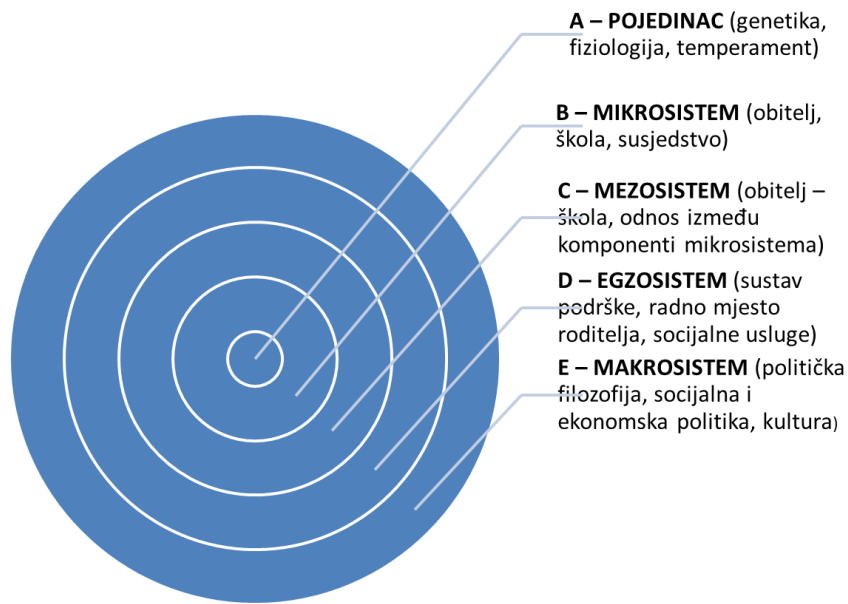 A – POJEDINAC (genetika,
fiziologija, temperament)
B – MIKROSISTEM (obitelj,
škola, susjedstvo)
C – MEZOSISTEM (obitelj –
škola, odnos između
komponenti mikrosistema)
D – EGZOSISTEM (sustav
podrške, radno mjesto
roditelja, socijalne usluge)
E – MAKROSISTEM (politička
filozofija, socijalna i
ekonomska politika, kultura)